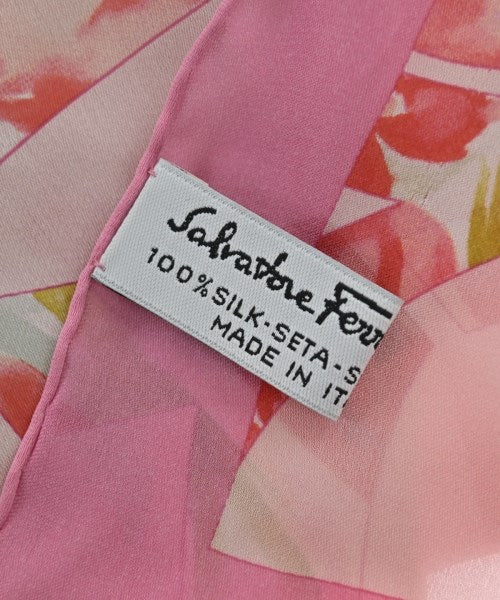 Salvatore Ferr
100% SILK-SETA-S
MADE IN IT